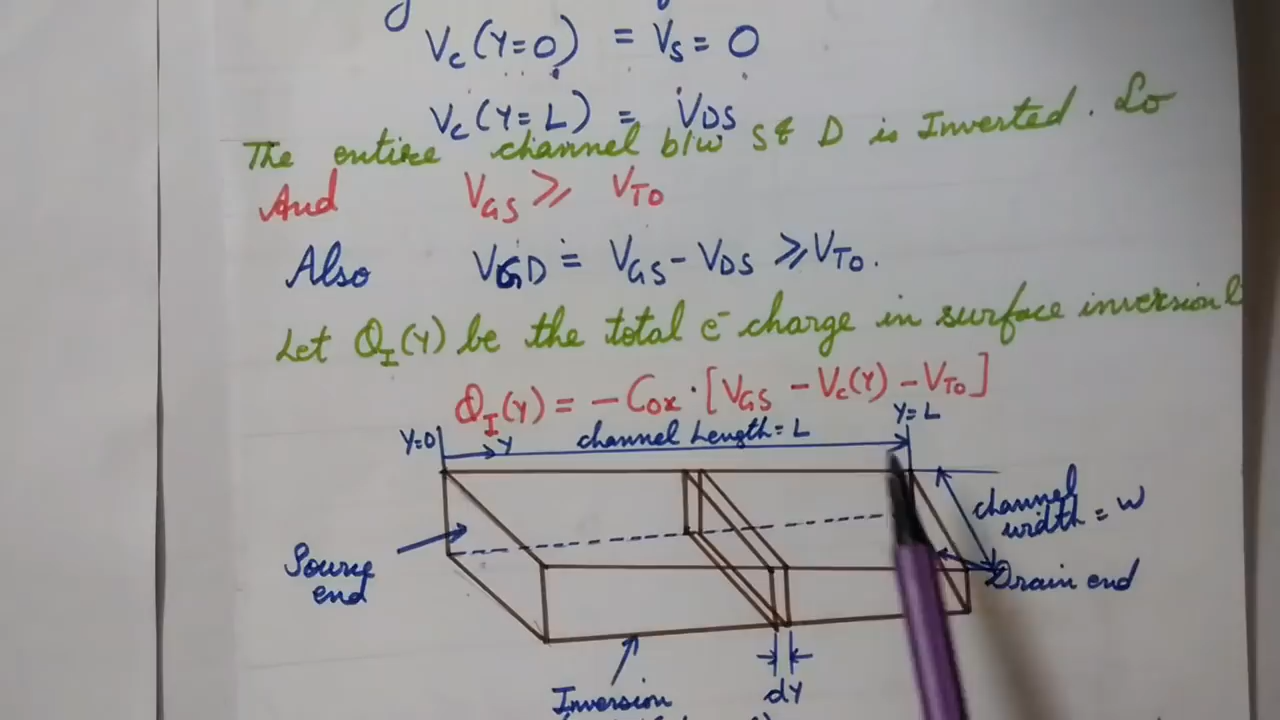 Vc(Y=0) = Vs = 0
Vc(Y=L) = VDS
The entire channel b/w S & D is Inverted. So
And VGS ≥ VTO
Also VGD = VGS - VDS ≥ VTO.
Let QI(Y) be the total e⁻ charge in surface inversion
QI(Y) = -Cox·[VGS - Vc(Y) - VTO]
Y=0 Y channel Length = L Y=L
channel width = W
Source end
Drain end
dY
Inversion